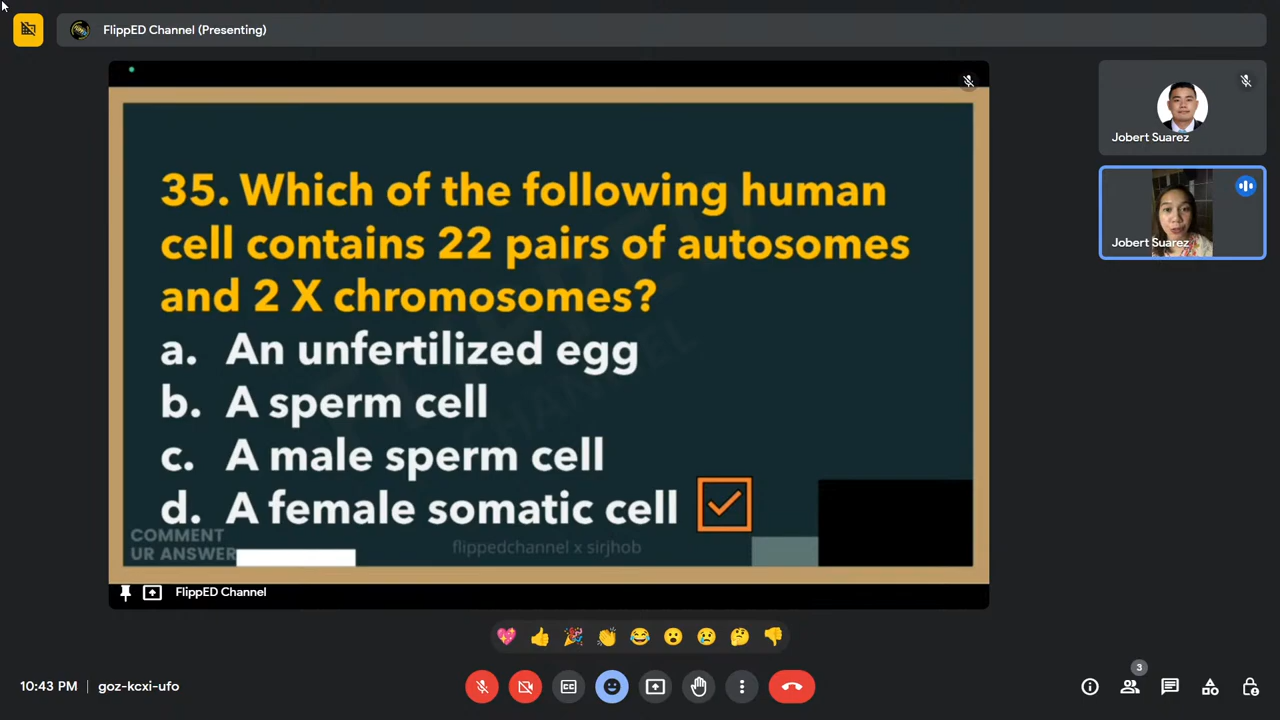 FlippED Channel (Presenting)
35. Which of the following human
cell contains 22 pairs of autosomes
and 2 X chromosomes?
a. An unfertilized egg
b. A sperm cell
c. A male sperm cell
d. A female somatic cell
COMMENT
UR ANSWER
flippedchannel x sirjhob
FlippED Channel
Jobert Suarez
Jobert Suarez
10:43 PM | goz-kcxi-ufo
3